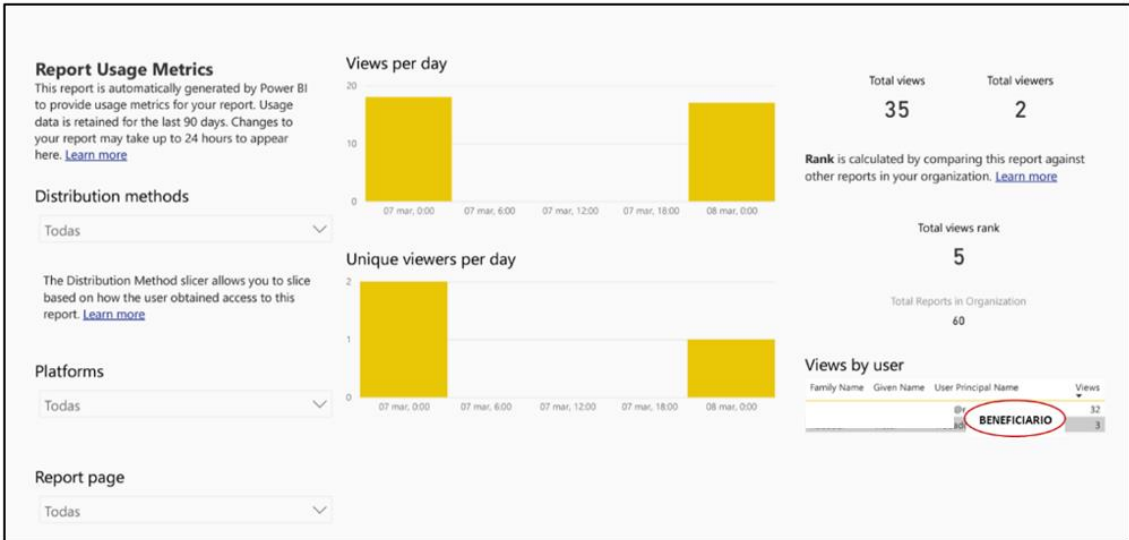 Report Usage Metrics
This report is automatically generated by Power BI
to provide usage metrics for your report. Usage
data is retained for the last 90 days. Changes to
your report may take up to 24 hours to appear
here. Learn more
Distribution methods
Todas
The Distribution Method slicer allows you to slice
based on how the user obtained access to this
report. Learn more
Platforms
Todas
Report page
Todas
Views per day
20
10
0
07 mar, 0:00 07 mar, 6:00 07 mar, 12:00 07 mar, 18:00 08 mar, 0:00
Unique viewers per day
2
1
0
07 mar, 0:00 07 mar, 6:00 07 mar, 12:00 07 mar, 18:00 08 mar, 0:00
Total views Total viewers
35 2
Rank is calculated by comparing this report against
other reports in your organization. Learn more
Total views rank
5
Total Reports in Organization
60
Views by user
Family Name Given Name User Principal Name Views
32
BENEFICIARIO
3